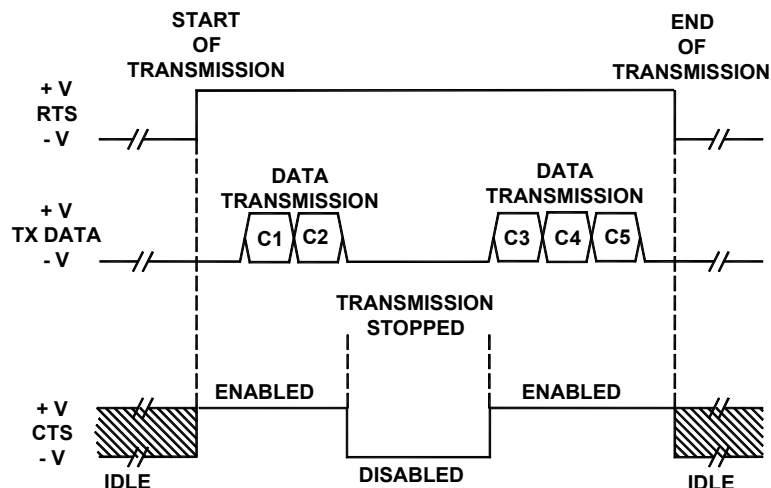 START
OF
TRANSMISSION
END
OF
TRANSMISSION
+ V
RTS
- V
DATA
TRANSMISSION
DATA
TRANSMISSION
+ V
TX DATA
- V
C1
C2
C3
C4
C5
TRANSMISSION
STOPPED
ENABLED
ENABLED
+ V
CTS
- V
IDLE
DISABLED
IDLE